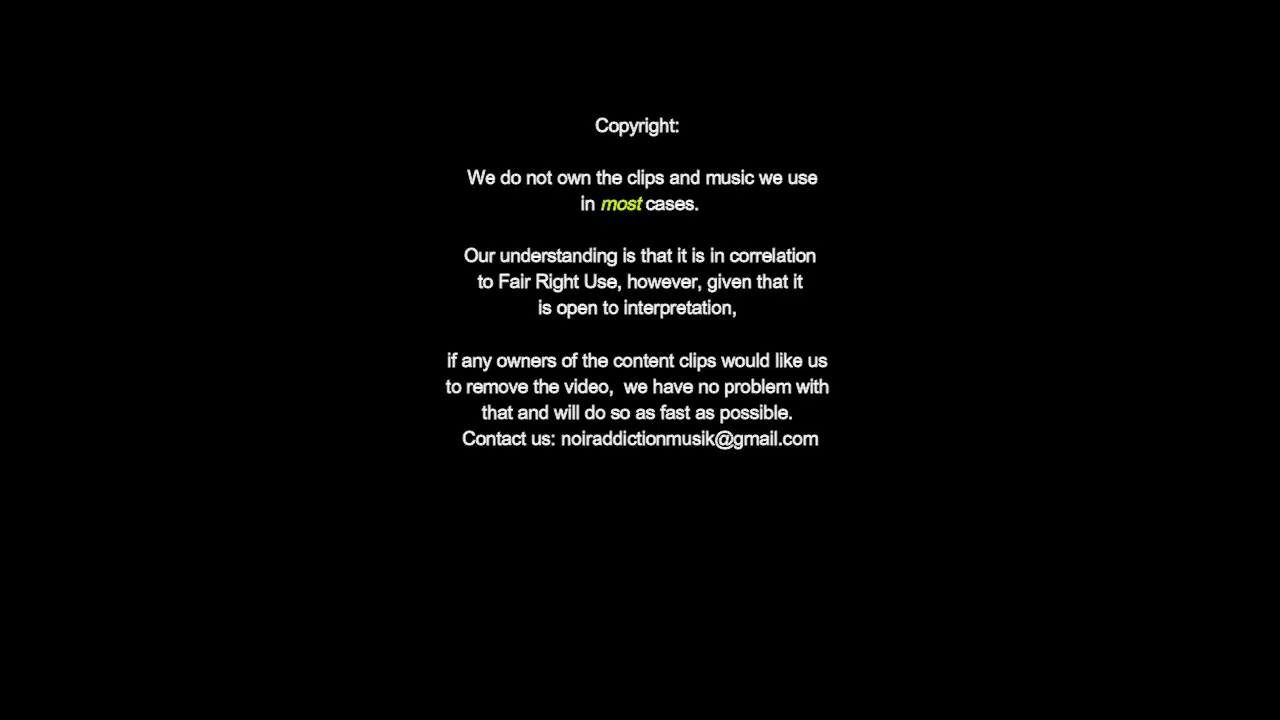 Copyright:
We do not own the clips and music we use
in most cases.
Our understanding is that it is in correlation
to Fair Right Use, however, given that it
is open to interpretation,
if any owners of the content clips would like us
to remove the video,  we have no problem with
that and will do so as fast as possible.
Contact us: noiraddictionmusik@gmail.com